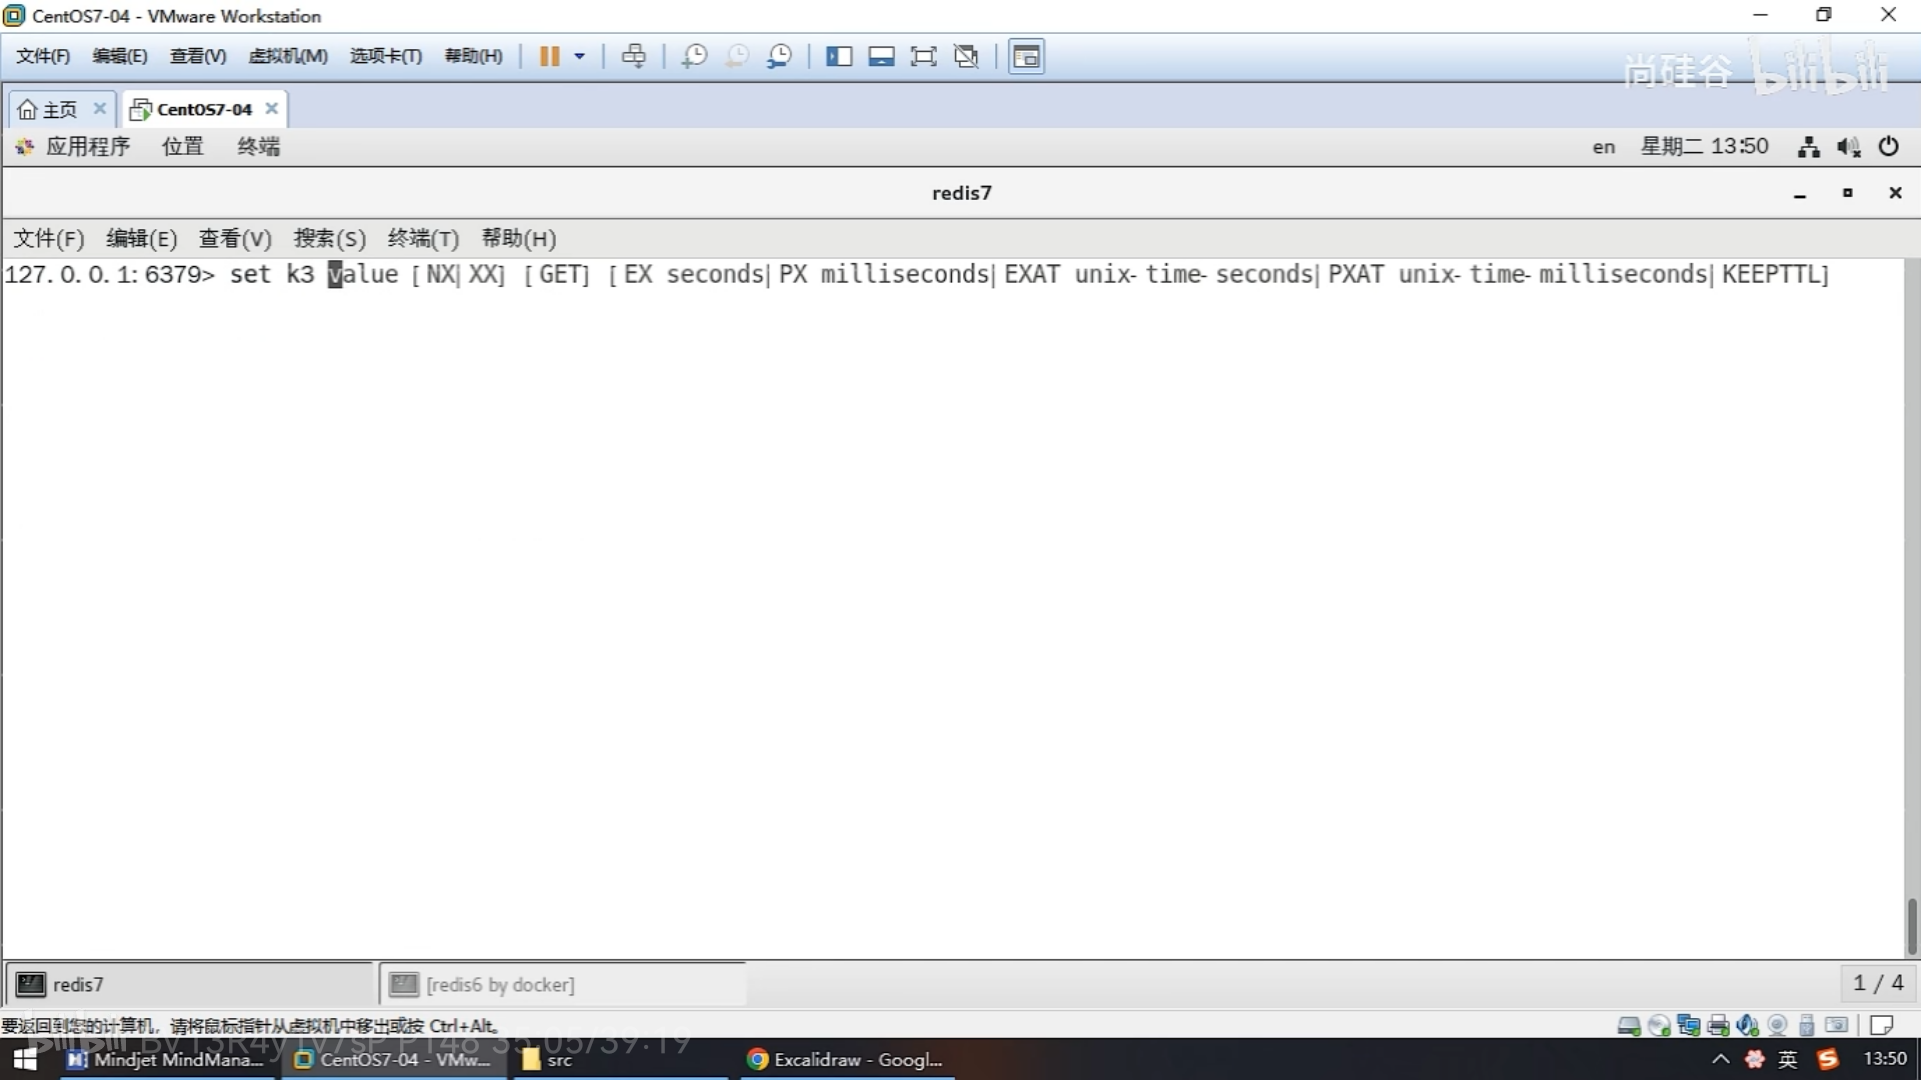 CentOS7-04 - VMware Workstation
文件(F) 编辑(E) 查看(V) 虚拟机(M) 选项卡(T) 帮助(H)
尚硅谷 bilibili
主页 CentOS7-04
应用程序 位置 终端 en 星期二 13:50
redis7
文件(F) 编辑(E) 查看(V) 搜索(S) 终端(T) 帮助(H)
127.0.0.1:6379> set k3 value [NX|XX] [GET] [EX seconds|PX milliseconds|EXAT unix-time-seconds|PXAT unix-time-milliseconds|KEEPTTL]
redis7 [redis6 by docker] 1 / 4
要返回到您的计算机，请将鼠标指针从虚拟机中移出或按 Ctrl+Alt。
bilibili BV13R4y1v7sP P148 35:05/39:19
Mindjet MindMana... CentOS7-04 - VMw... src Excalidraw - Googl... 英 13:50